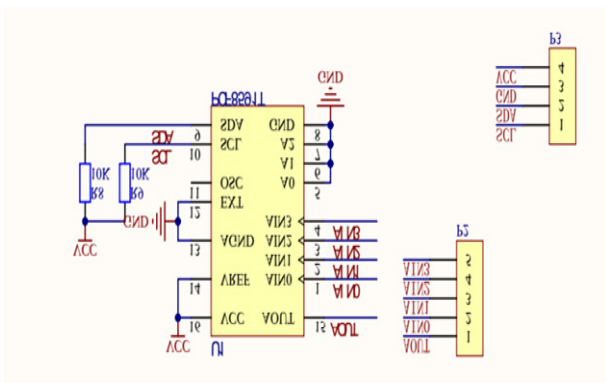 P3
4
VCC
3
GND
2
SDA
1
SCL
GND
PCF8591T
SDA 9 SDA GND 8
SCL 10 SCL A2 7
A1 6
11 OSC A0 5
12 EXT
10K 10K
R8 R9
GND
VCC
AIN3 4 AIN3
13 AGND AIN2 3 AIN2
AIN1 2 AIN1
14 VREF AIN0 1 AIN0
16 VCC AOUT 15 AOUT
VCC
U1
P2
5
AIN3
4
AIN2
3
AIN1
2
AIN0
1
AOUT